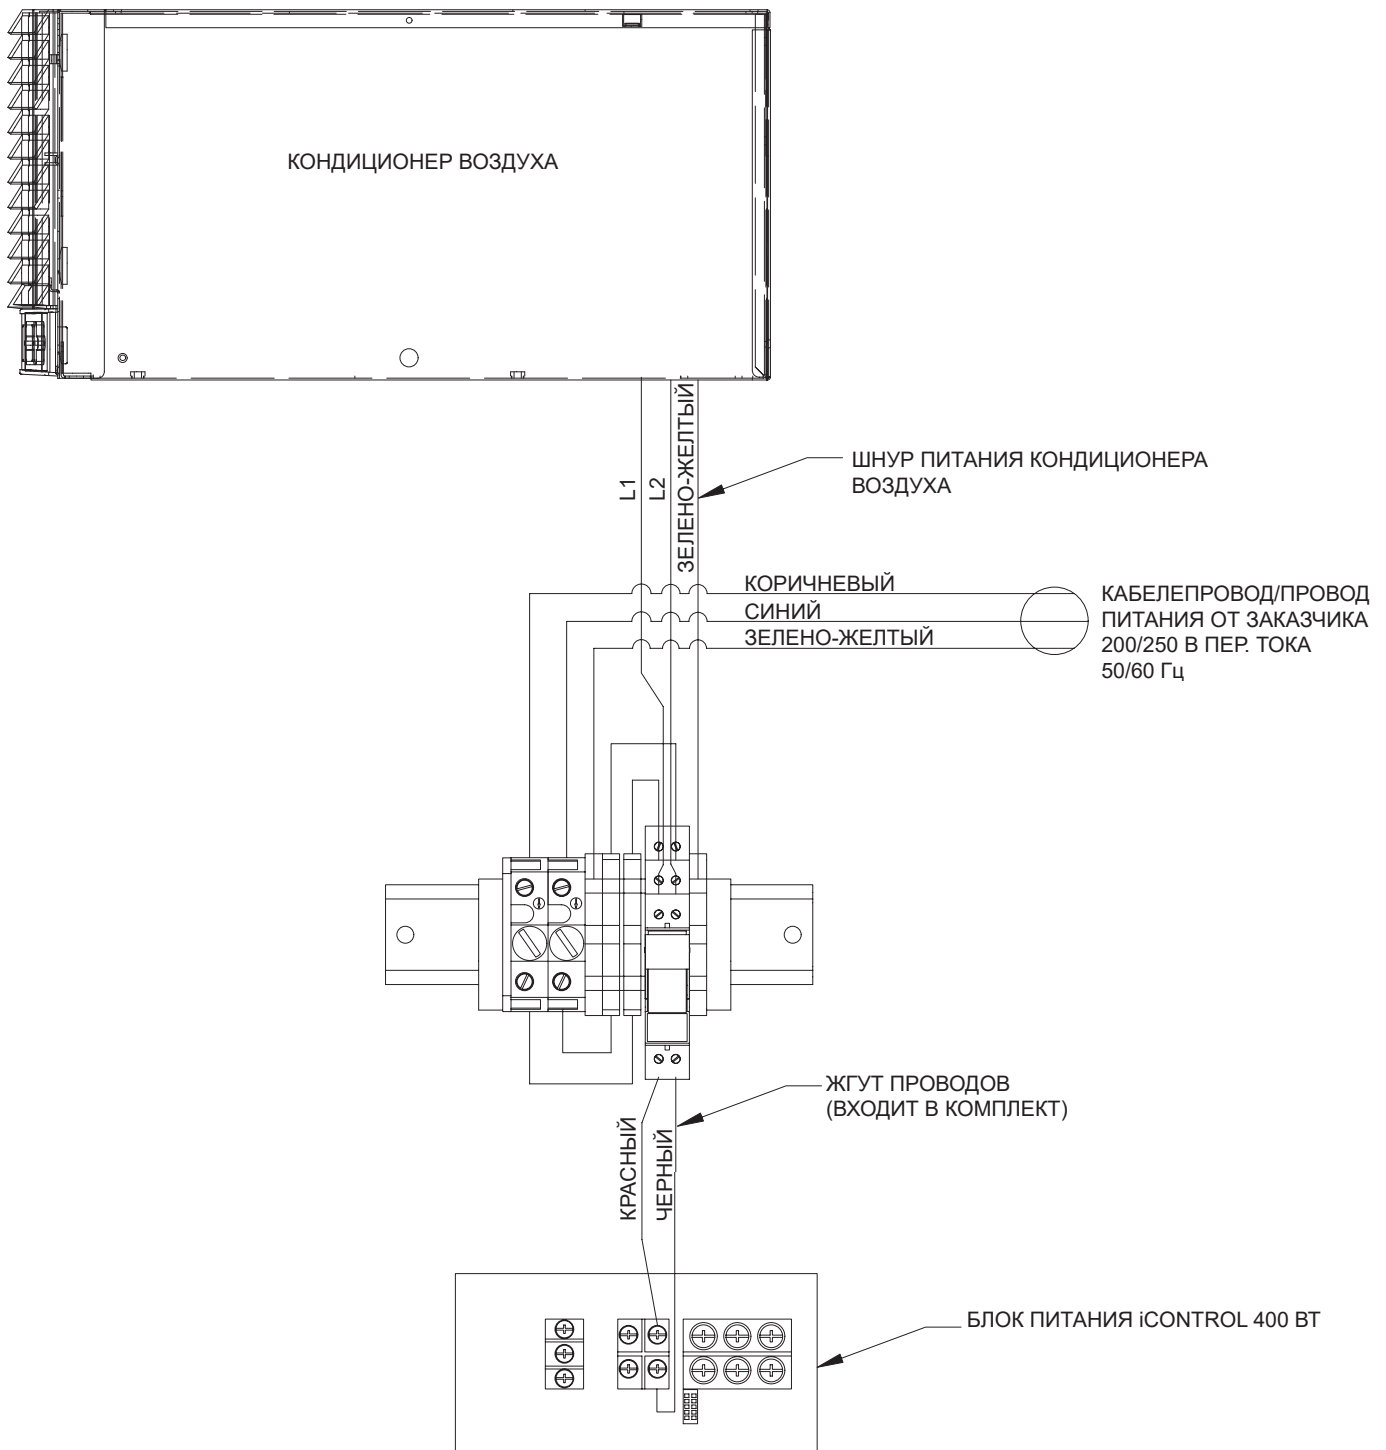 КОНДИЦИОНЕР ВОЗДУХА
L1
L2
ЗЕЛЕНО-ЖЕЛТЫЙ
ШНУР ПИТАНИЯ КОНДИЦИОНЕРА
ВОЗДУХА
КОРИЧНЕВЫЙ
СИНИЙ
ЗЕЛЕНО-ЖЕЛТЫЙ
КАБЕЛЕПРОВОД/ПРОВОД
ПИТАНИЯ ОТ ЗАКАЗЧИКА
200/250 В ПЕР. ТОКА
50/60 Гц
ЖГУТ ПРОВОДОВ
(ВХОДИТ В КОМПЛЕКТ)
КРАСНЫЙ
ЧЕРНЫЙ
БЛОК ПИТАНИЯ iCONTROL 400 ВТ